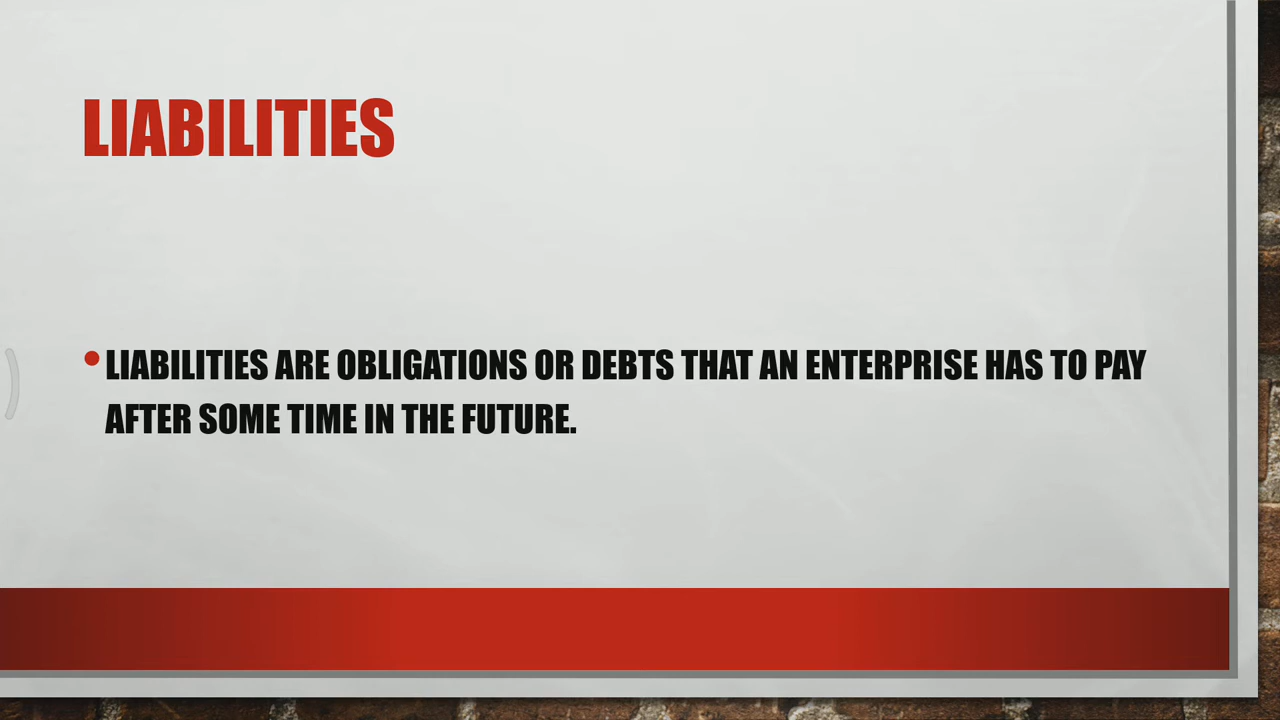 LIABILITIES
• LIABILITIES ARE OBLIGATIONS OR DEBTS THAT AN ENTERPRISE HAS TO PAY
AFTER SOME TIME IN THE FUTURE.